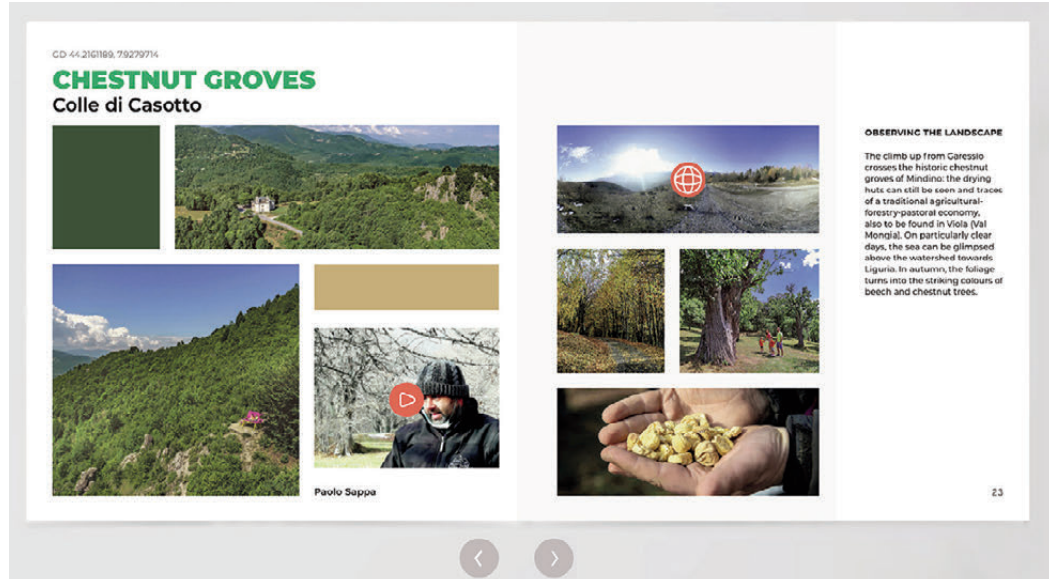 GD 44.2161189, 7.9279714
CHESTNUT GROVES
Colle di Casotto
Paolo Sappa
OBSERVING THE LANDSCAPE
The climb up from Garessio
crosses the historic chestnut
groves of Mindino: the drying
huts can still be seen and traces
of a traditional agricultural-
forestry-pastoral economy,
also to be found in Viola (Val
Mongia). On particularly clear
days, the sea can be glimpsed
above the watershed towards
Liguria. In autumn, the foliage
turns into the striking colours of
beech and chestnut trees.
23